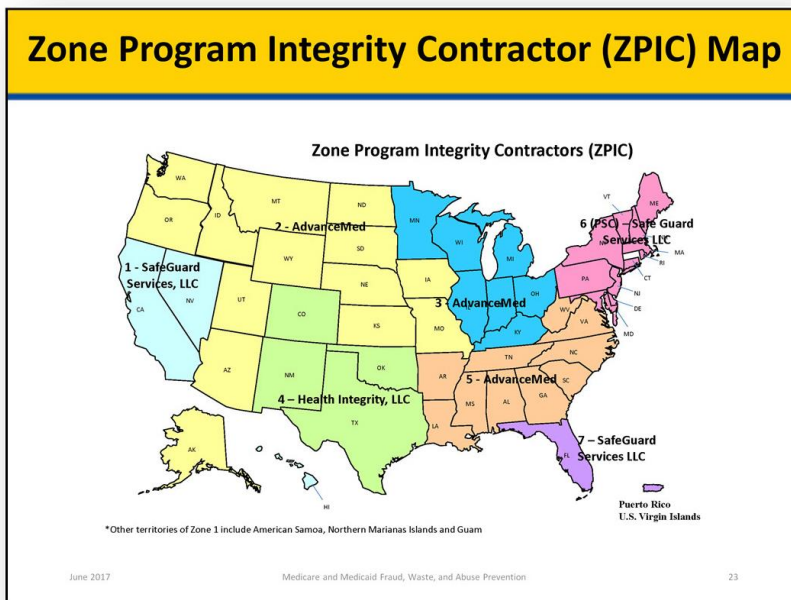 Zone Program Integrity Contractor (ZPIC) Map
Zone Program Integrity Contractors (ZPIC)
WA
MT
ND
MN
VT
ME
OR
ID
2 - AdvanceMed
6 (PSC) – Safe Guard
Services LLC
SD
WI
MI
MA
RI
CT
WY
1 - SafeGuard
Services, LLC
NE
IA
PA
NJ
DE
MD
NV
UT
3 - AdvanceMed
OH
CA
CO
KS
MO
KY
WV
VA
AZ
NM
OK
AR
TN
NC
5 - AdvanceMed
SC
4 – Health Integrity, LLC
MS
AL
GA
TX
LA
7 – SafeGuard
Services LLC
FL
AK
HI
Puerto Rico
U.S. Virgin Islands
*Other territories of Zone 1 include American Samoa, Northern Marianas Islands and Guam
June 2017
Medicare and Medicaid Fraud, Waste, and Abuse Prevention
23